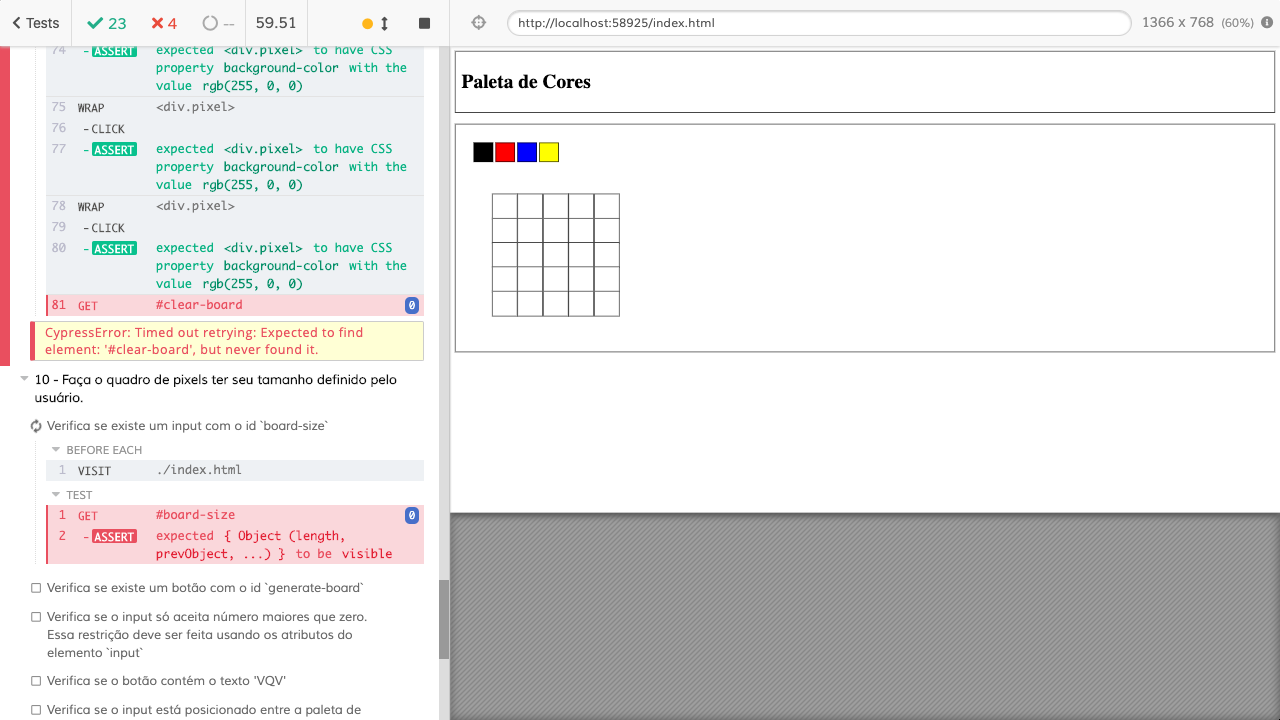 Tests 23 4 -- 59.51
http://localhost:58925/index.html 1366 x 768 (60%)
74 -ASSERT expected <div.pixel> to have CSS
property background-color with the
value rgb(255, 0, 0)
75 WRAP <div.pixel>
76 -CLICK
77 -ASSERT expected <div.pixel> to have CSS
property background-color with the
value rgb(255, 0, 0)
78 WRAP <div.pixel>
79 -CLICK
80 -ASSERT expected <div.pixel> to have CSS
property background-color with the
value rgb(255, 0, 0)
81 GET #clear-board 0
CypressError: Timed out retrying: Expected to find
element: '#clear-board', but never found it.
10 - Faça o quadro de pixels ter seu tamanho definido pelo
usuário.
Verifica se existe um input com o id `board-size`
BEFORE EACH
1 VISIT ./index.html
TEST
1 GET #board-size 0
2 -ASSERT expected { Object (length,
prevObject, ...) } to be visible
Verifica se existe um botão com o id `generate-board`
Verifica se o input só aceita número maiores que zero.
Essa restrição deve ser feita usando os atributos do
elemento `input`
Verifica se o botão contém o texto 'VQV'
Verifica se o input está posicionado entre a paleta de
Paleta de Cores